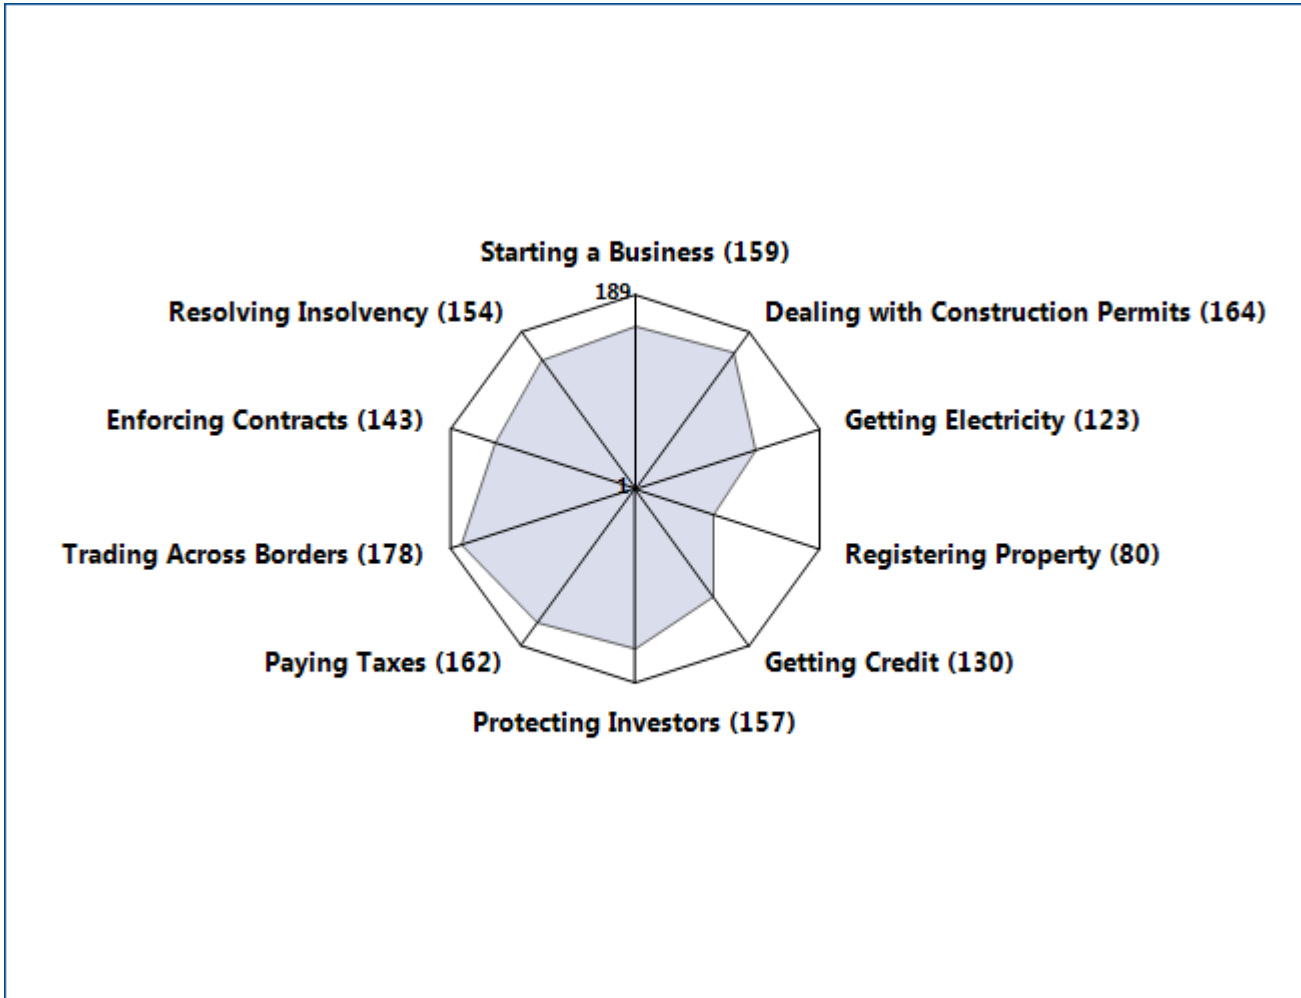 Starting a Business (159)
189
Resolving Insolvency (154)
Dealing with Construction Permits (164)
Enforcing Contracts (143)
Getting Electricity (123)
1
Trading Across Borders (178)
Registering Property (80)
Paying Taxes (162)
Getting Credit (130)
Protecting Investors (157)